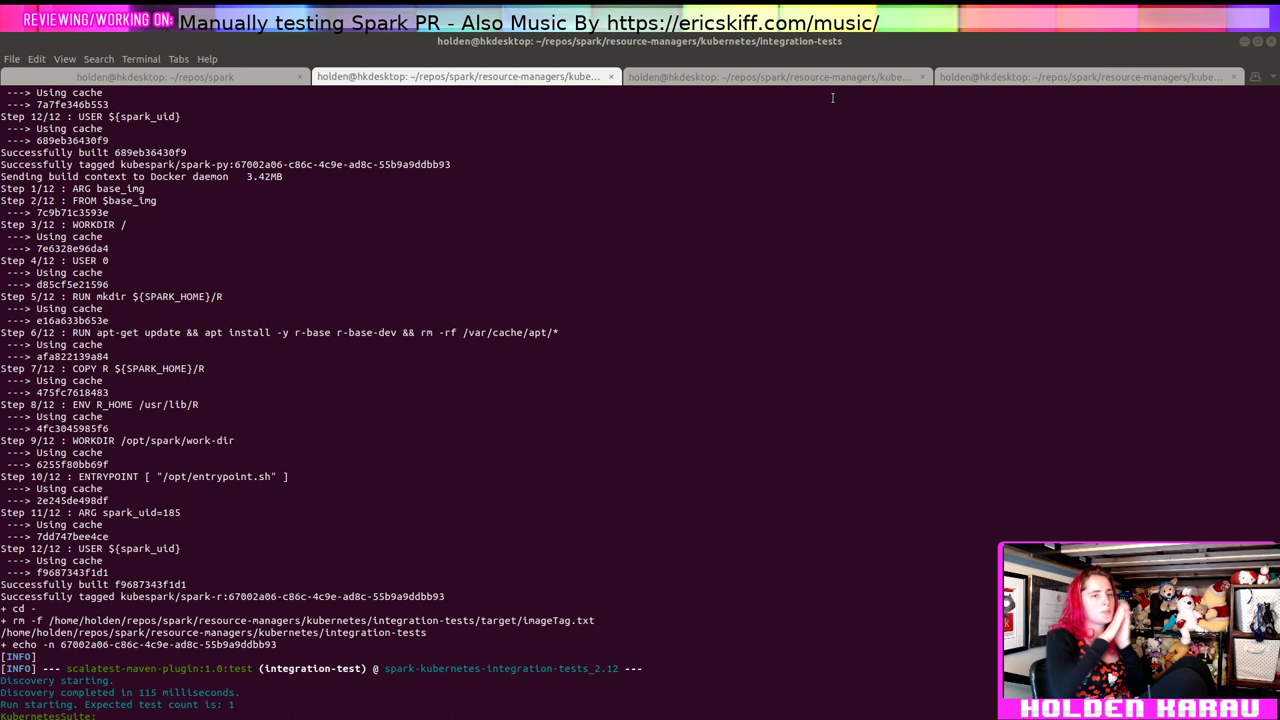 REVIEWING/WORKING ON: Manually testing Spark PR - Also Music By https://ericskiff.com/music/
holden@hkdesktop: ~/repos/spark/resource-managers/kubernetes/integration-tests
File Edit View Search Terminal Tabs Help
holden@hkdesktop: ~/repos/spark × holden@hkdesktop: ~/repos/spark/resource-managers/kube... × holden@hkdesktop: ~/repos/spark/resource-managers/kube... × holden@hkdesktop: ~/repos/spark/resource-managers/kube... ×
---> Using cache
---> 7a7fe346b553
Step 12/12 : USER ${spark_uid}
---> Using cache
---> 689eb36430f9
Successfully built 689eb36430f9
Successfully tagged kubespark/spark-py:67002a06-c86c-4c9e-ad8c-55b9a9ddbb93
Sending build context to Docker daemon 3.42MB
Step 1/12 : ARG base_img
Step 2/12 : FROM $base_img
---> 7c9b71c3593e
Step 3/12 : WORKDIR /
---> Using cache
---> 7e6328e96da4
Step 4/12 : USER 0
---> Using cache
---> d85cf5e21596
Step 5/12 : RUN mkdir ${SPARK_HOME}/R
---> Using cache
---> e16a633b653e
Step 6/12 : RUN apt-get update && apt install -y r-base r-base-dev && rm -rf /var/cache/apt/*
---> Using cache
---> afa822139a84
Step 7/12 : COPY R ${SPARK_HOME}/R
---> Using cache
---> 475fc7618483
Step 8/12 : ENV R_HOME /usr/lib/R
---> Using cache
---> 4fc3045985f6
Step 9/12 : WORKDIR /opt/spark/work-dir
---> Using cache
---> 6255f80bb69f
Step 10/12 : ENTRYPOINT [ "/opt/entrypoint.sh" ]
---> Using cache
---> 2e245de498df
Step 11/12 : ARG spark_uid=185
---> Using cache
---> 7dd747bee4ce
Step 12/12 : USER ${spark_uid}
---> Using cache
---> f9687343f1d1
Successfully built f9687343f1d1
Successfully tagged kubespark/spark-r:67002a06-c86c-4c9e-ad8c-55b9a9ddbb93
+ cd -
+ rm -f /home/holden/repos/spark/resource-managers/kubernetes/integration-tests/target/imageTag.txt
/home/holden/repos/spark/resource-managers/kubernetes/integration-tests
+ echo -n 67002a06-c86c-4c9e-ad8c-55b9a9ddbb93
[INFO]
[INFO] --- scalatest-maven-plugin:1.0:test (integration-test) @ spark-kubernetes-integration-tests_2.12 ---
Discovery starting.
Discovery completed in 115 milliseconds.
Run starting. Expected test count is: 1
KubernetesSuite:
HOLDEN KARAU